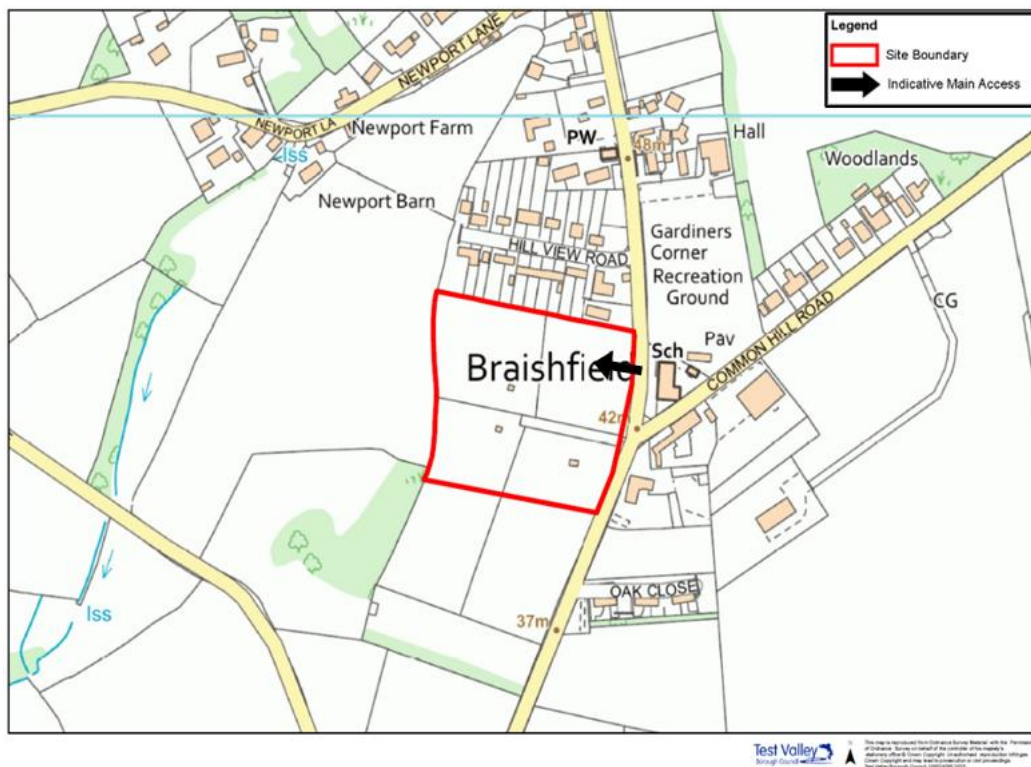 Legend
Site Boundary
Indicative Main Access
NEWPORT LANE
NEWPORT LA
Newport Farm
Iss
Newport Barn
PW
48m
Hall
Woodlands
HILL VIEW ROAD
Gardiners
Corner
Recreation
Ground
CG
Braishfield
Sch
Pav
COMMON HILL ROAD
42m
OAK CLOSE
37m
Iss
Test Valley
Borough Council